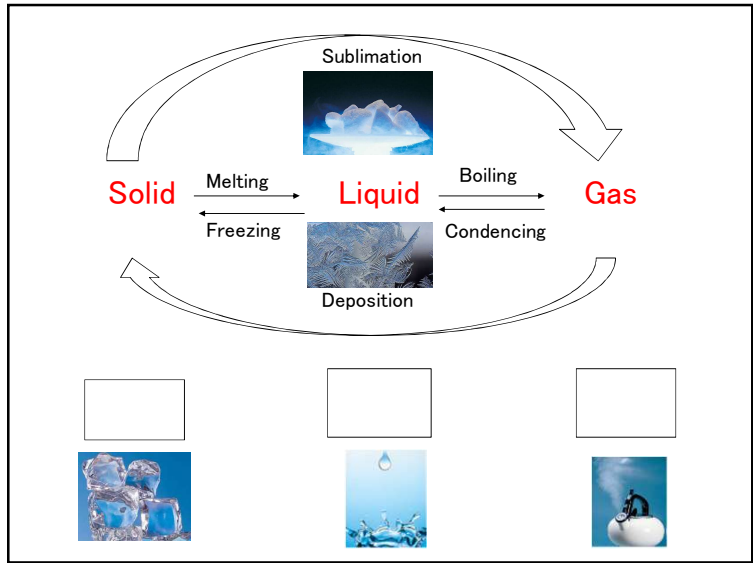 Sublimation
Solid
Melting
Liquid
Boiling
Gas
Freezing
Condencing
Deposition